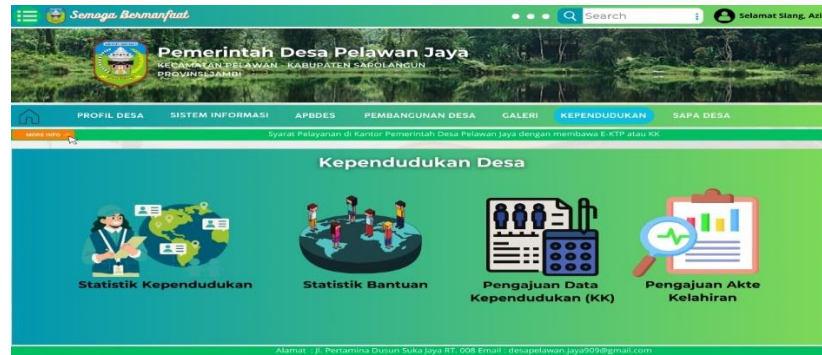 Semoga Bermanfaat
Search
Selamat Siang, Azi
Pemerintah Desa Pelawan Jaya
KECAMATAN PELAWAN - KABUPATEN SAROLANGUN
PROVINSI JAMBI
PROFIL DESA SISTEM INFORMASI APBDES PEMBANGUNAN DESA GALERI KEPENDUDUKAN SAPA DESA
MORE INFO
Syarat Pelayanan di Kantor Pemerintah Desa Pelawan Jaya dengan membawa E-KTP atau KK
Kependudukan Desa
Statistik Kependudukan
Statistik Bantuan
Pengajuan Data
Kependudukan (KK)
Pengajuan Akte
Kelahiran
Alamat : Jl. Pertamina Dusun Suka Jaya RT. 008 Email : desapelawan.jaya909@gmail.com